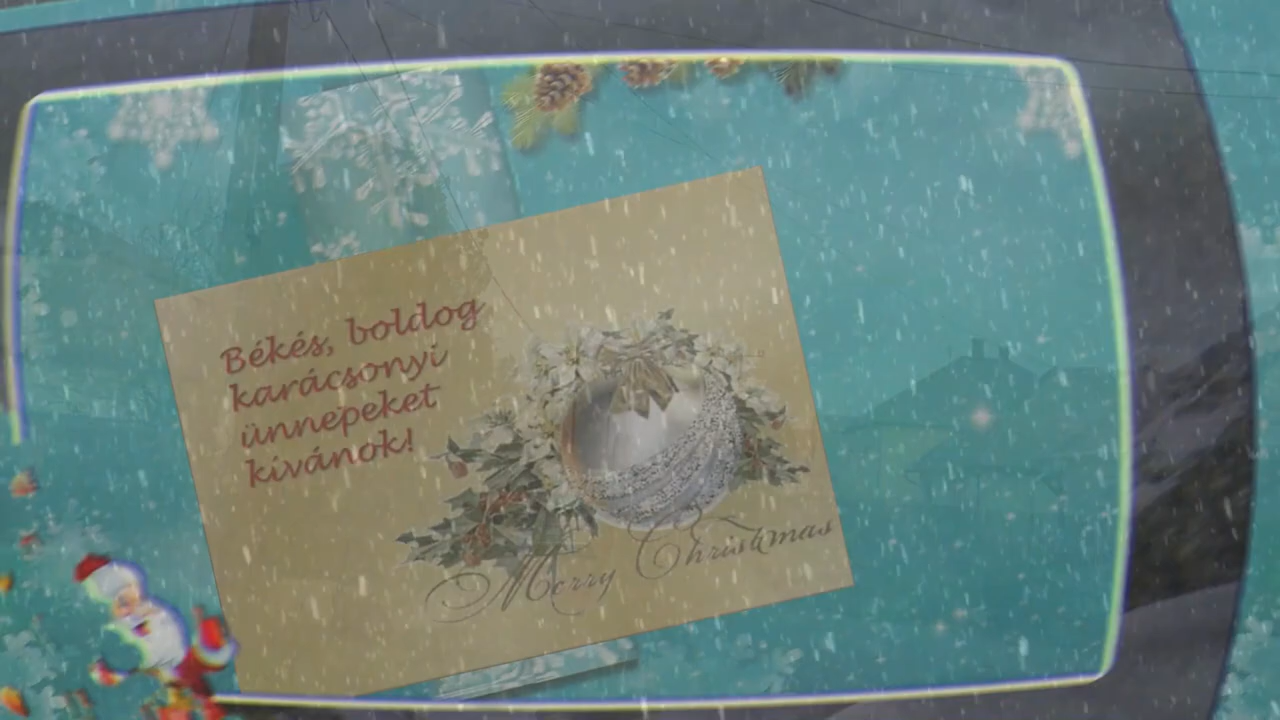 Békés, boldog
karácsonyi
ünnepeket
kívánok!
Merry Christmas